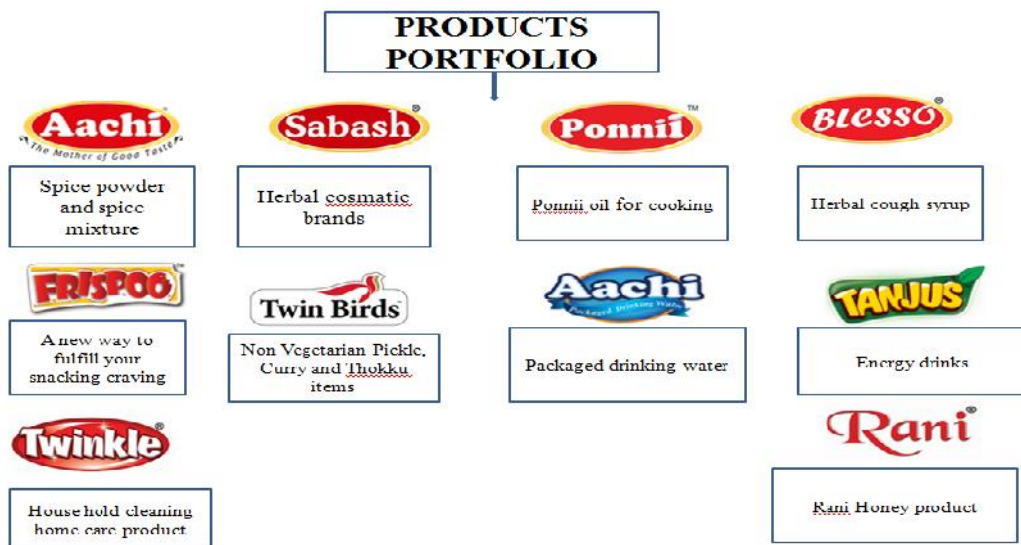 PRODUCTS
PORTFOLIO
Aachi
The Mother of Good Taste
Spice powder
and spice
mixture
Sabash®
Herbal cosmatic
brands
Ponnii™
Ponnii oil for cooking
BLESSO®
Herbal cough syrup
FRISPOO
A new way to
fulfill your
snacking craving
Twin Birds
Non Vegetarian Pickle,
Curry and Thokku
items
Aachi
Packaged Drinking Water
Packaged drinking water
TANJUS
Energy drinks
Twinkle®
House hold cleaning
home care product
Rani®
Rani Honey product